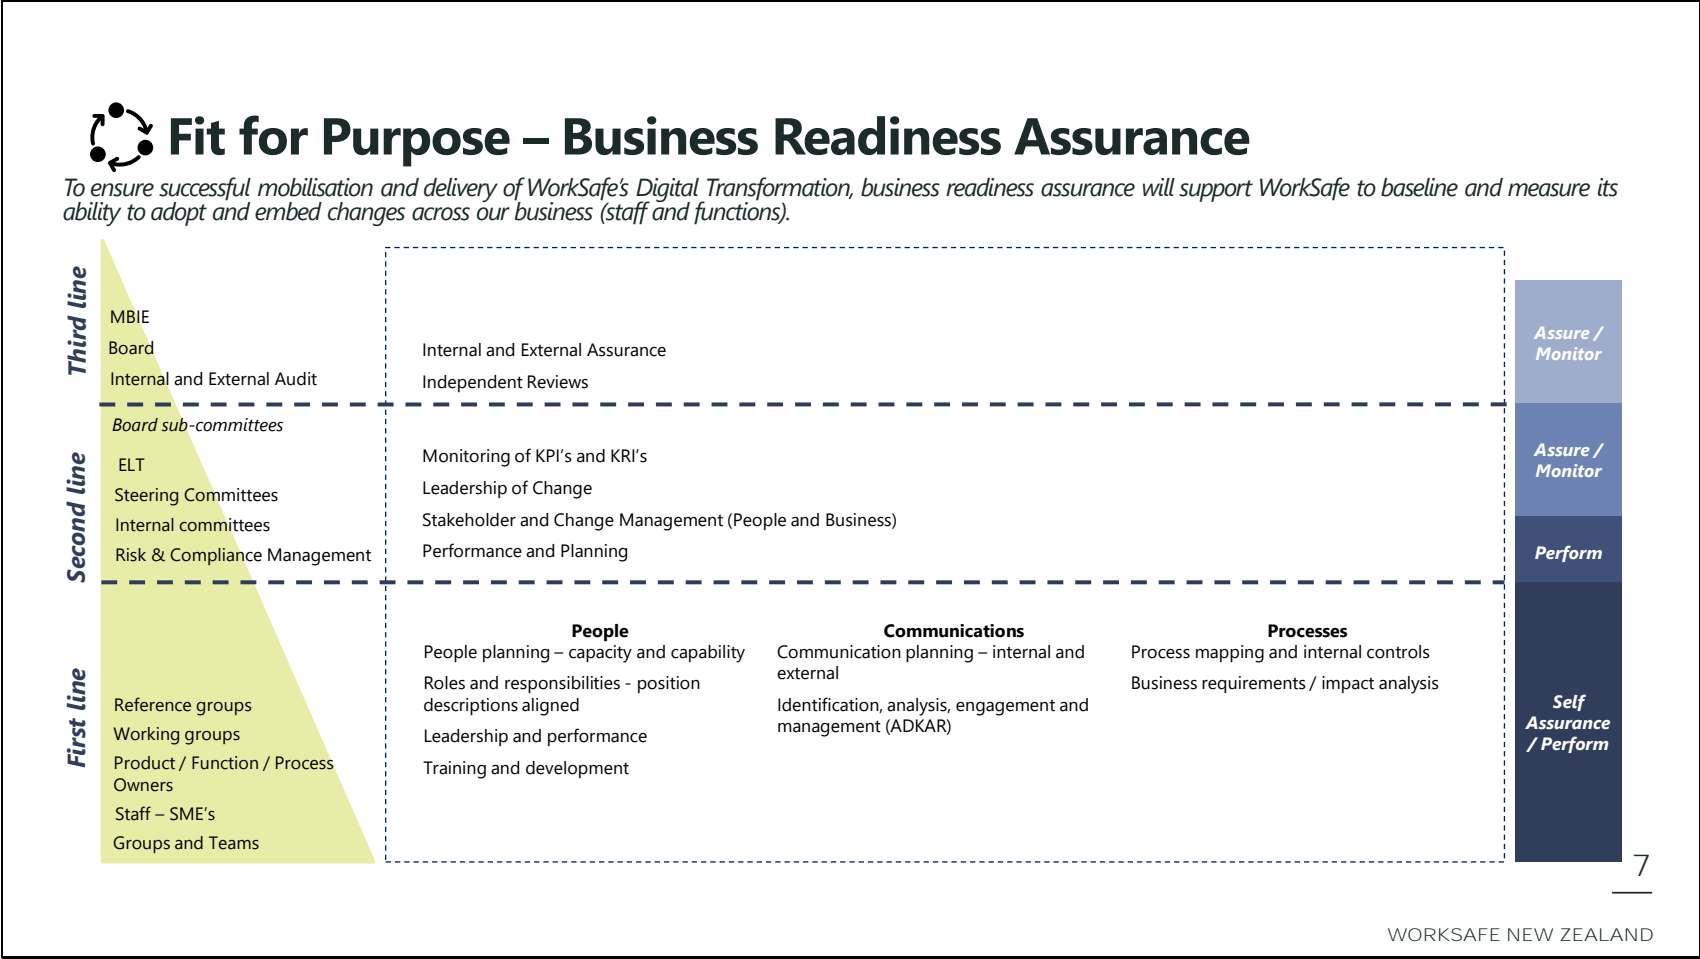 Fit for Purpose – Business Readiness Assurance
To ensure successful mobilisation and delivery of WorkSafe's Digital Transformation, business readiness assurance will support WorkSafe to baseline and measure its
ability to adopt and embed changes across our business (staff and functions).
Third line
MBIE
Board
Internal and External Audit
Internal and External Assurance
Independent Reviews
Assure /
Monitor
Second line
Board sub-committees
ELT
Steering Committees
Internal committees
Risk & Compliance Management
Monitoring of KPI's and KRI's
Leadership of Change
Stakeholder and Change Management (People and Business)
Performance and Planning
Assure /
Monitor
Perform
First line
Reference groups
Working groups
Product / Function / Process
Owners
Staff – SME's
Groups and Teams
People
People planning – capacity and capability
Roles and responsibilities - position
descriptions aligned
Leadership and performance
Training and development
Communications
Communication planning – internal and
external
Identification, analysis, engagement and
management (ADKAR)
Processes
Process mapping and internal controls
Business requirements / impact analysis
Self
Assurance
/ Perform
7
WORKSAFE NEW ZEALAND